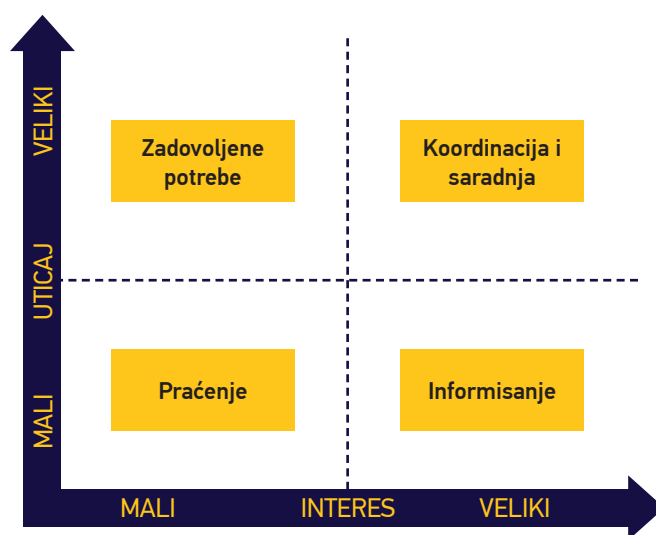 VELIKI
Zadovoljene
potrebe
Koordinacija i
saradnja
UTICAJ
Praćenje
Informisanje
MALI
MALI
INTERES
VELIKI